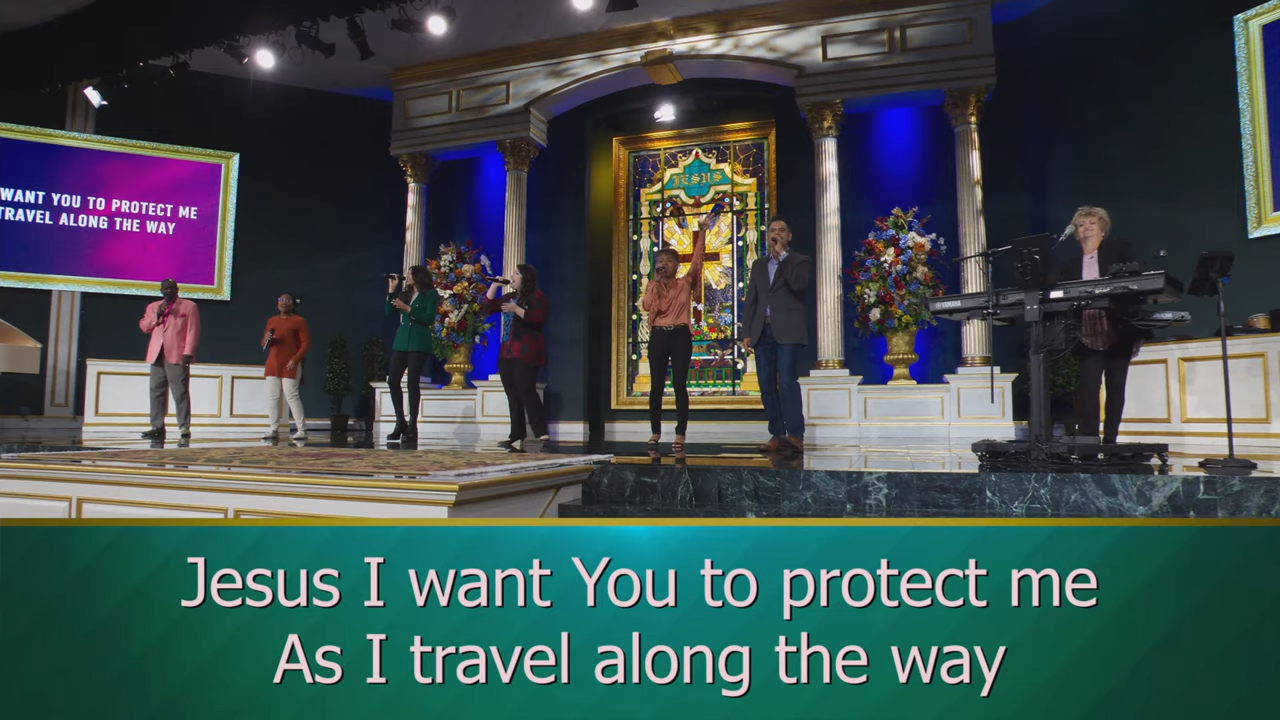 WANT YOU TO PROTECT ME
TRAVEL ALONG THE WAY
JESUS
YAMAHA
Jesus I want You to protect me
As I travel along the way